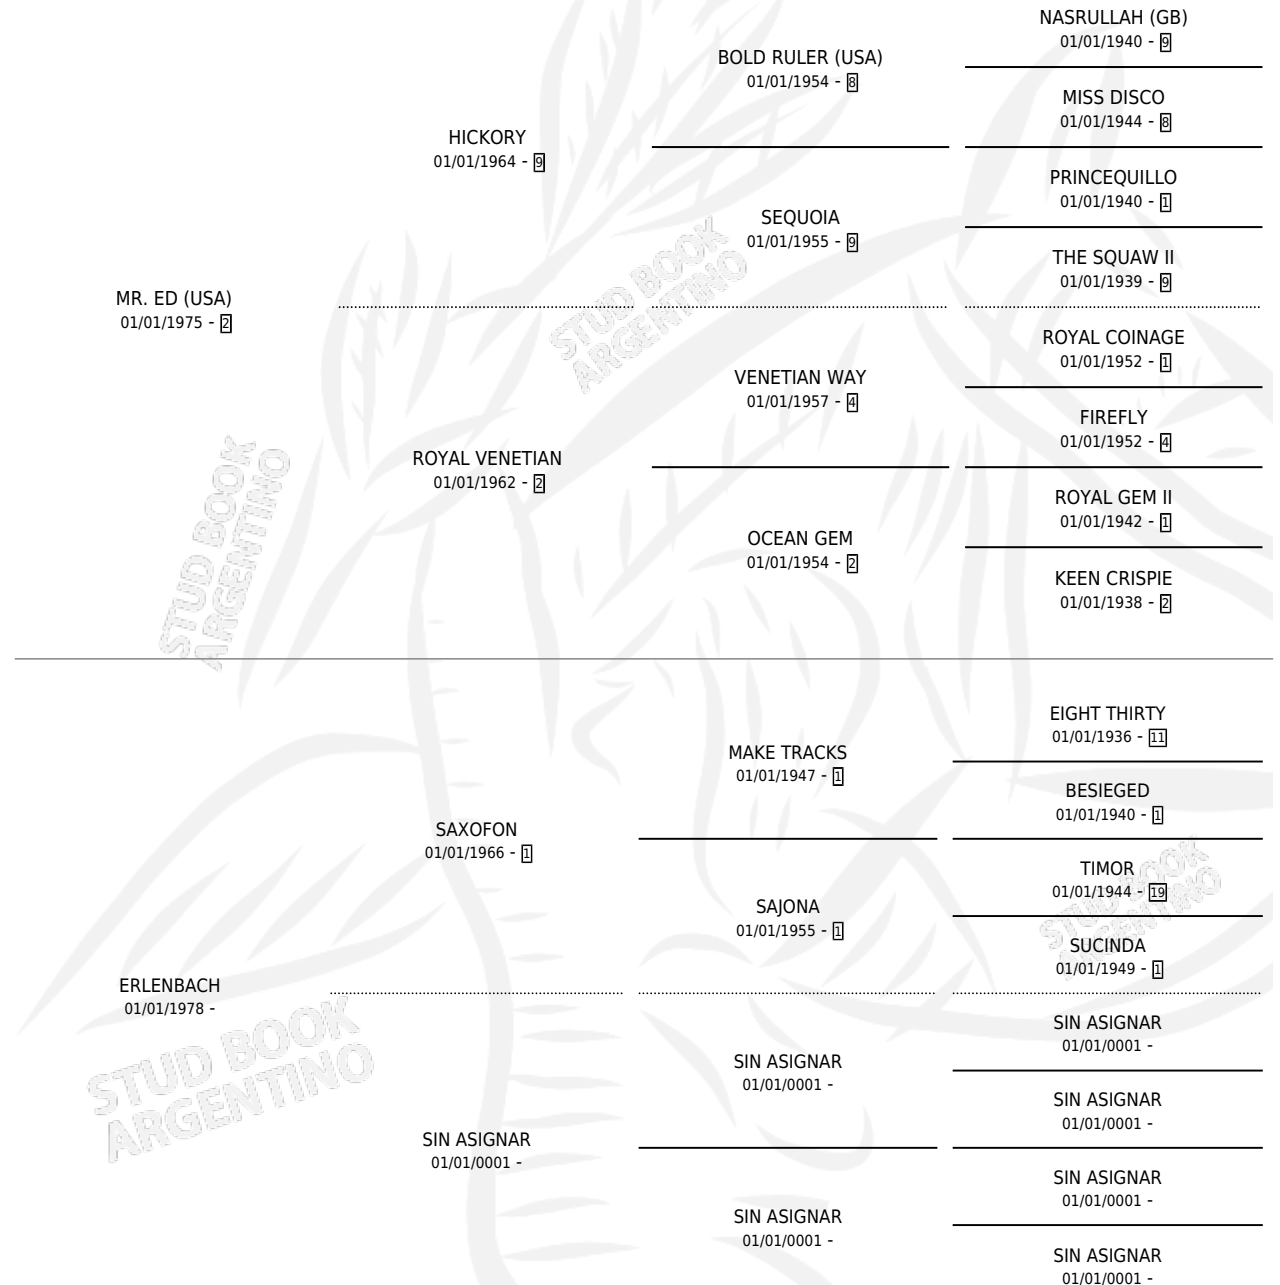 NASRULLAH (GB)
01/01/1940 - 9
BOLD RULER (USA)
01/01/1954 - 8
MISS DISCO
01/01/1944 - 8
HICKORY
01/01/1964 - 9
PRINCEQUILLO
01/01/1940 - 1
SEQUOIA
01/01/1955 - 9
THE SQUAW II
01/01/1939 - 9
MR. ED (USA)
01/01/1975 - 2
ROYAL COINAGE
01/01/1952 - 1
VENETIAN WAY
01/01/1957 - 4
FIREFLY
01/01/1952 - 4
ROYAL VENETIAN
01/01/1962 - 2
ROYAL GEM II
01/01/1942 - 1
OCEAN GEM
01/01/1954 - 2
KEEN CRISPIE
01/01/1938 - 2
EIGHT THIRTY
01/01/1936 - 11
MAKE TRACKS
01/01/1947 - 1
BESIEGED
01/01/1940 - 1
SAXOFON
01/01/1966 - 1
TIMOR
01/01/1944 - 19
SAJONA
01/01/1955 - 1
SUCINDA
01/01/1949 - 1
ERLENBACH
01/01/1978 -
SIN ASIGNAR
01/01/0001 -
SIN ASIGNAR
01/01/0001 -
SIN ASIGNAR
01/01/0001 -
SIN ASIGNAR
01/01/0001 -
SIN ASIGNAR
01/01/0001 -
SIN ASIGNAR
01/01/0001 -
SIN ASIGNAR
01/01/0001 -
STUD BOOK
ARGENTINO
STUD BOOK
ARGENTINO
STUD BOOK
ARGENTINO
STUD BOOK
ARGENTINO